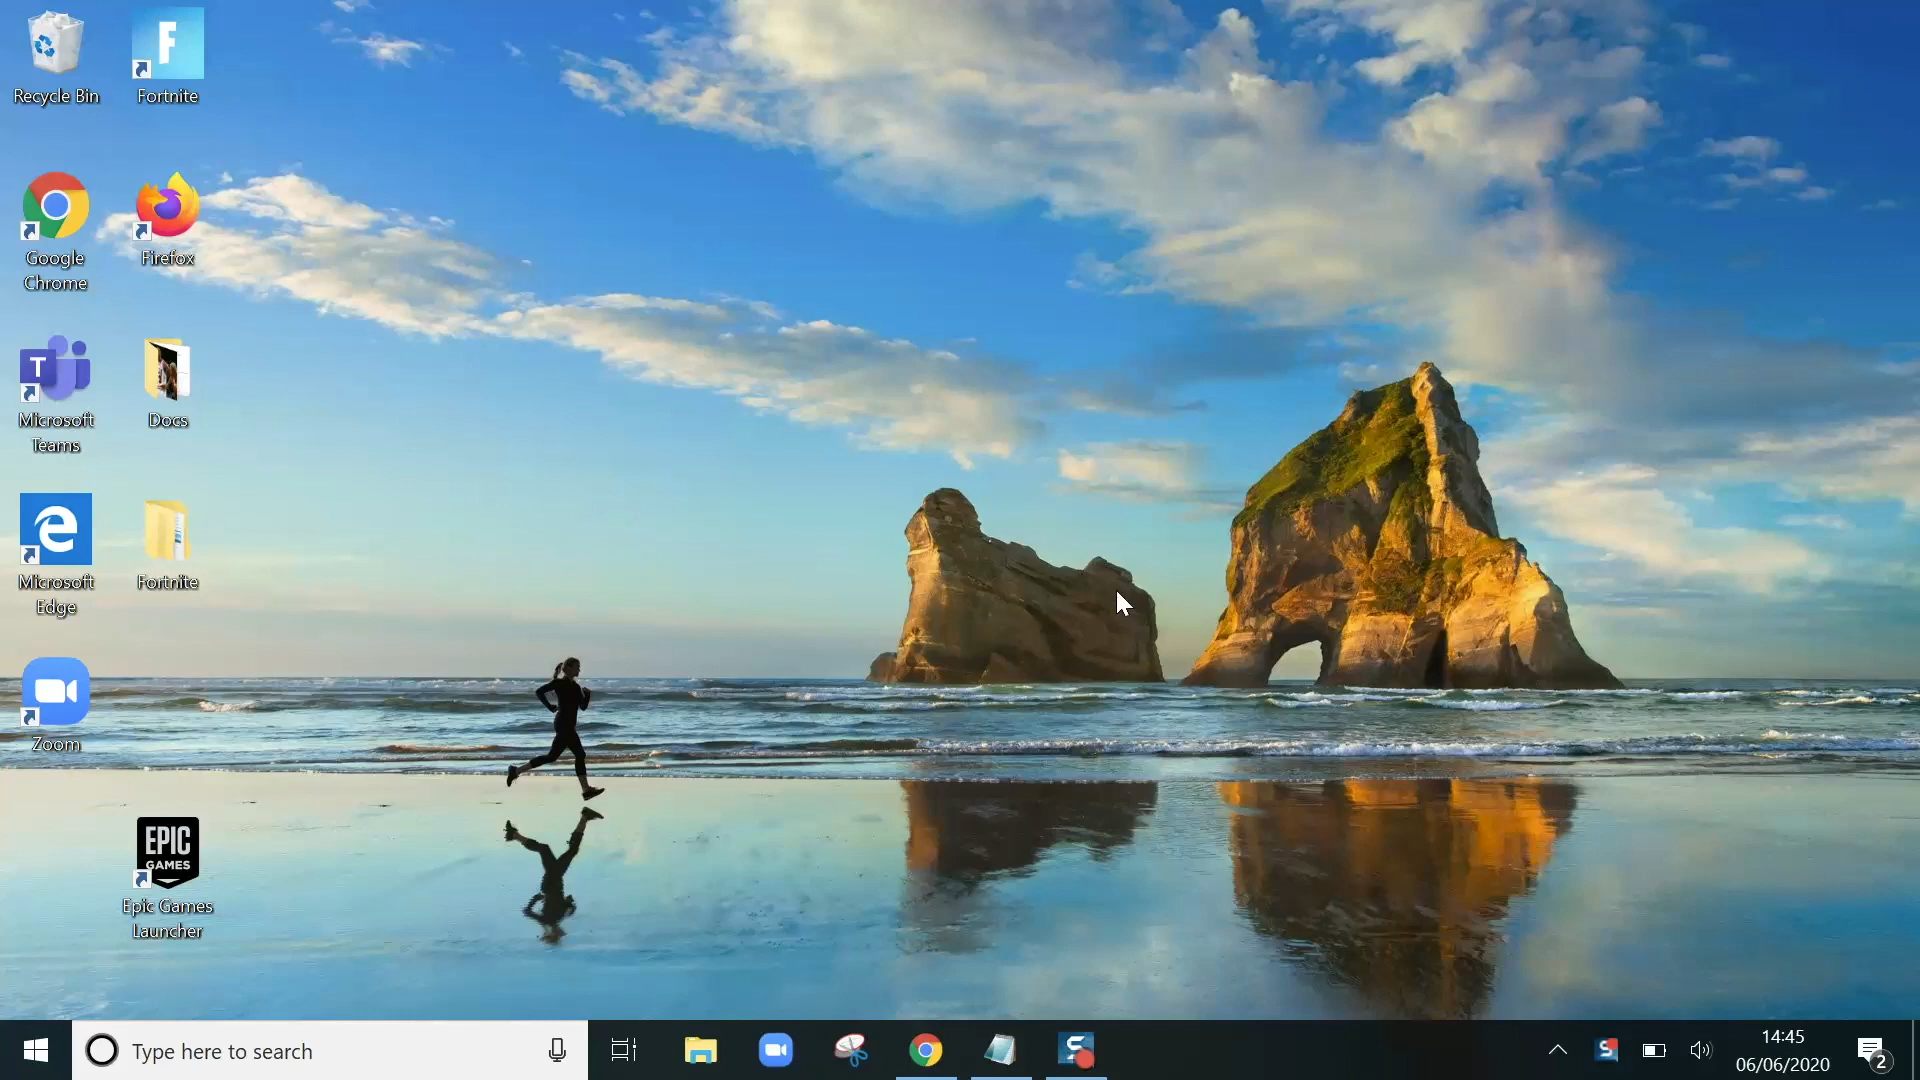 Recycle Bin
Fortnite
Google
Chrome
Firefox
Microsoft
Teams
Docs
Microsoft
Edge
Fortnite
Zoom
EPIC
GAMES
Epic Games
Launcher
Type here to search
14:45
06/06/2020
2